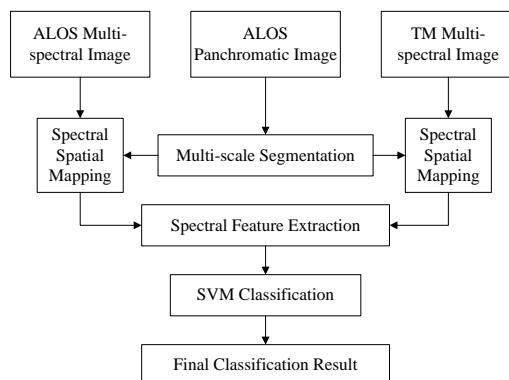 ALOS Multi-
spectral Image
ALOS
Panchromatic Image
TM Multi-
spectral Image
Spectral
Spatial
Mapping
Multi-scale Segmentation
Spectral
Spatial
Mapping
Spectral Feature Extraction
SVM Classification
Final Classification Result